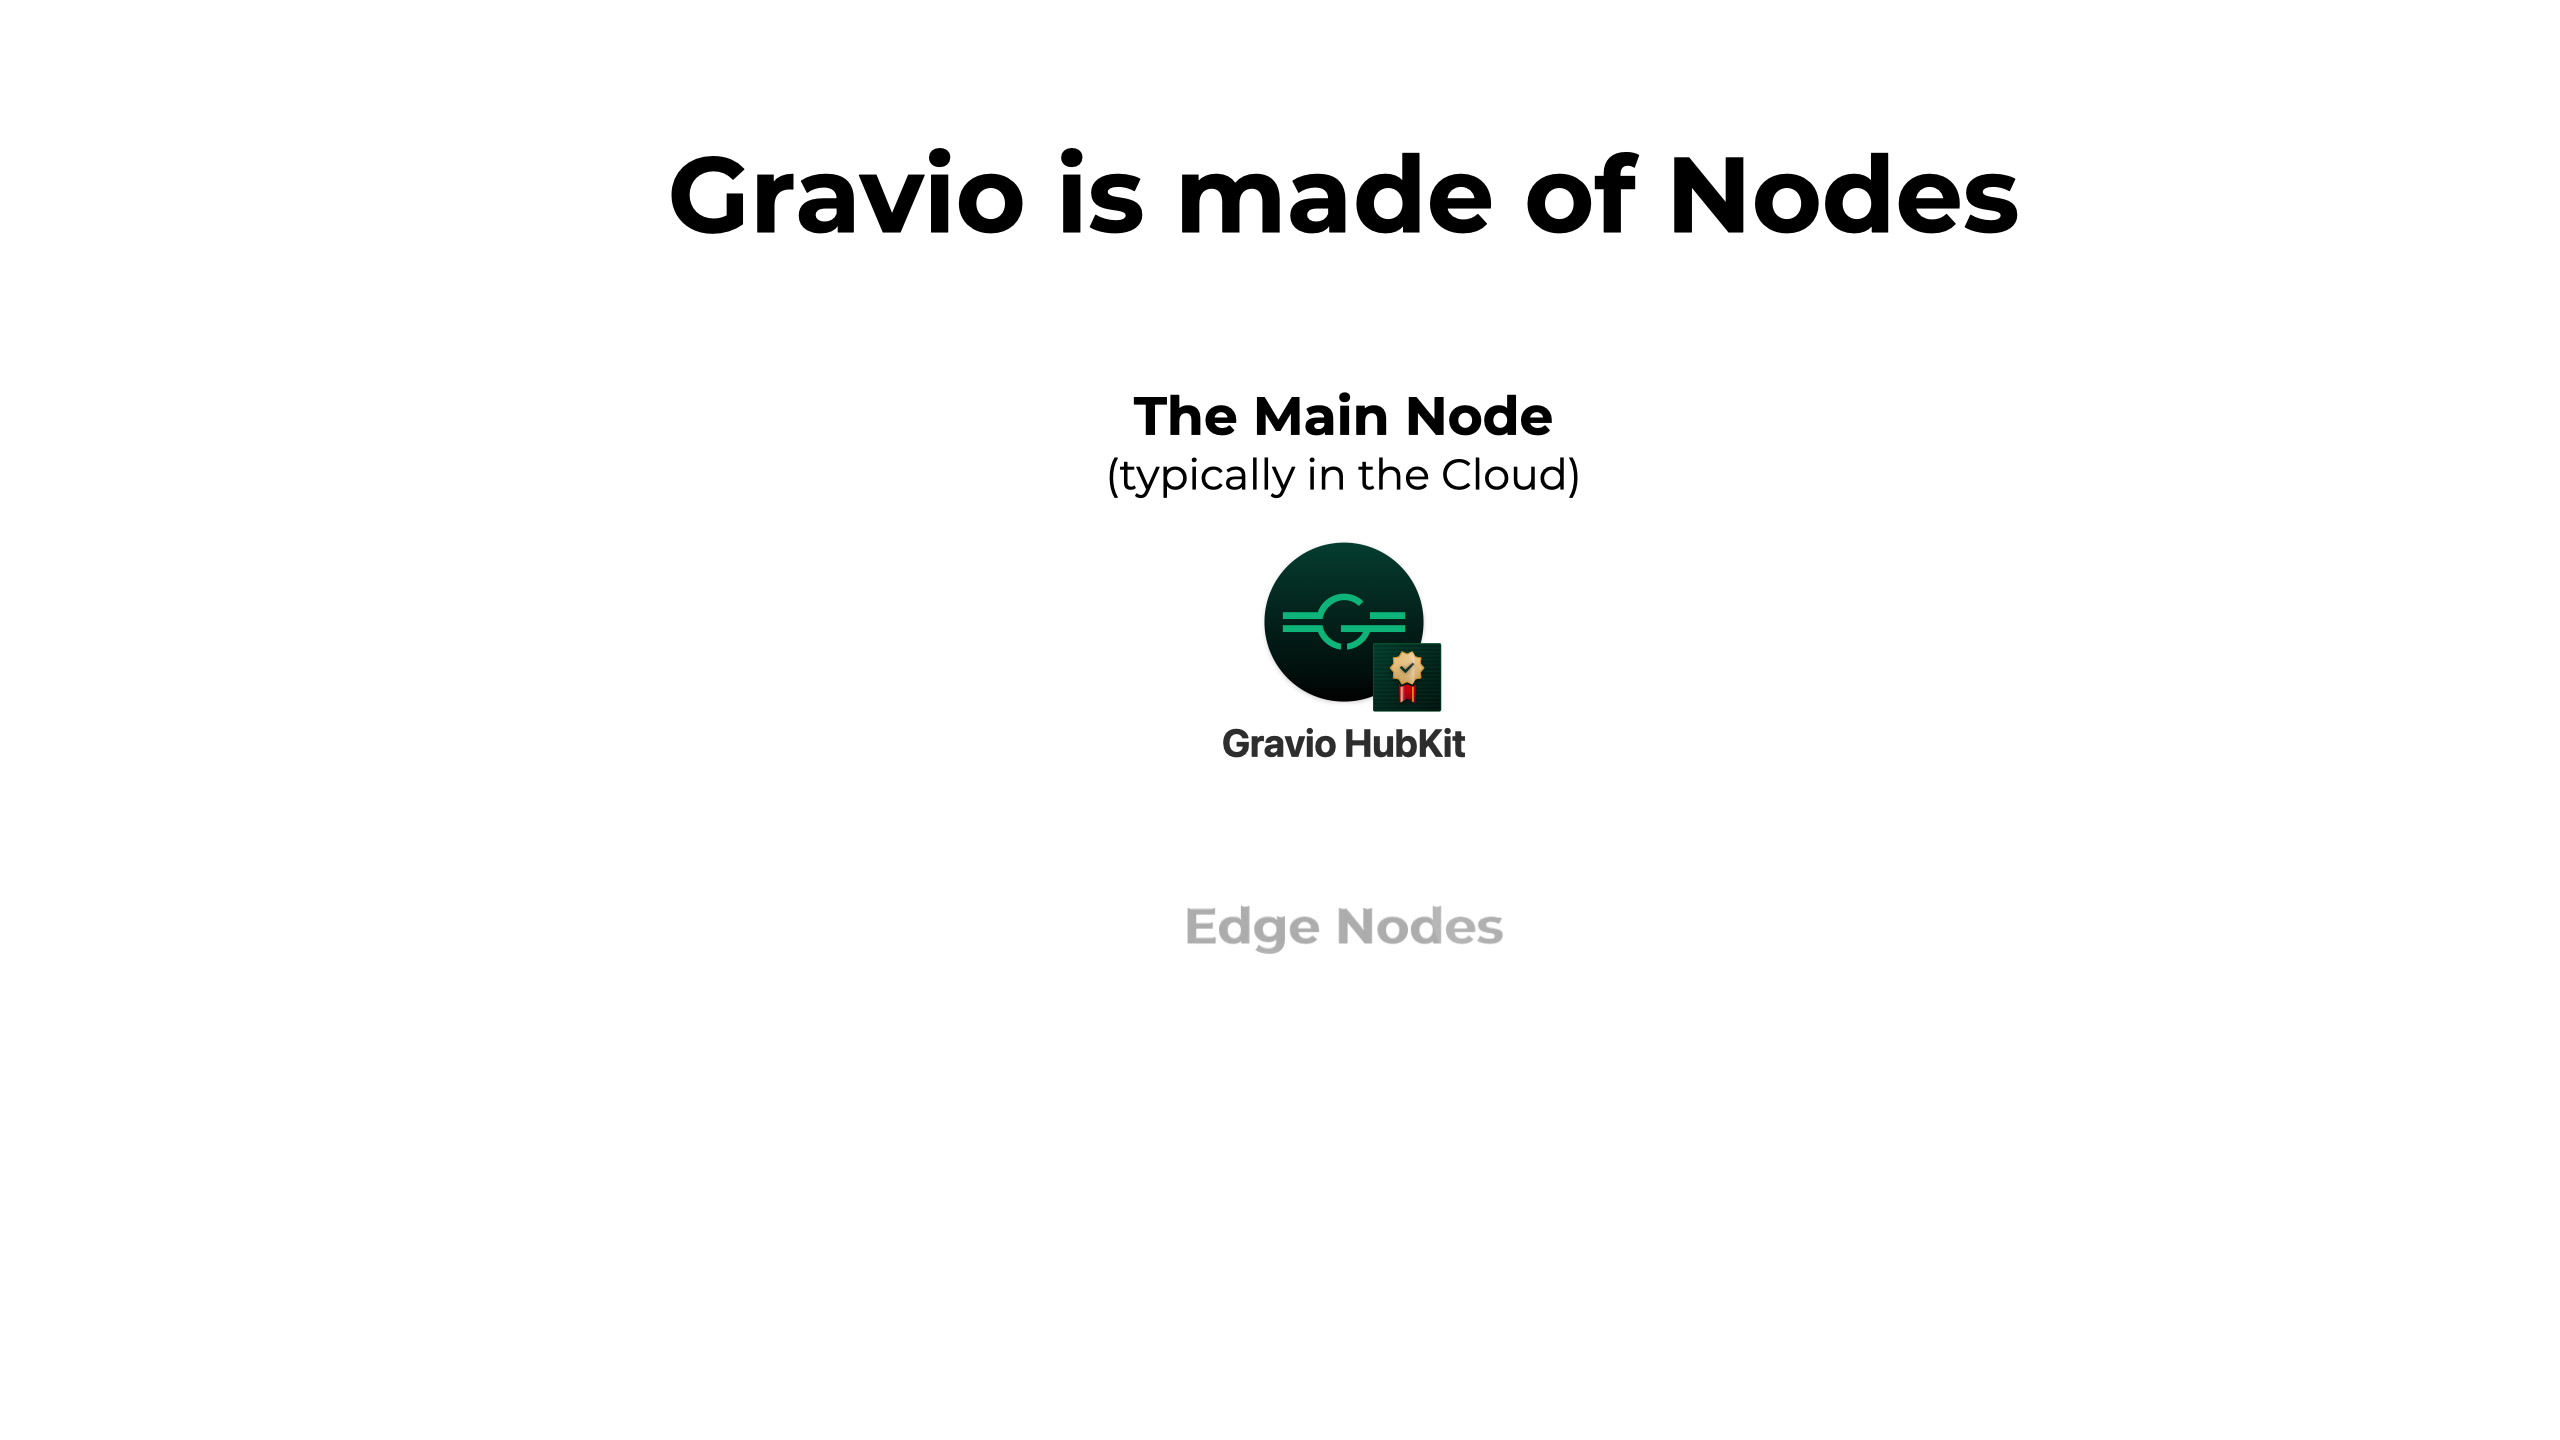 Gravio is made of Nodes
The Main Node
(typically in the Cloud)
Gravio HubKit
Edge Nodes